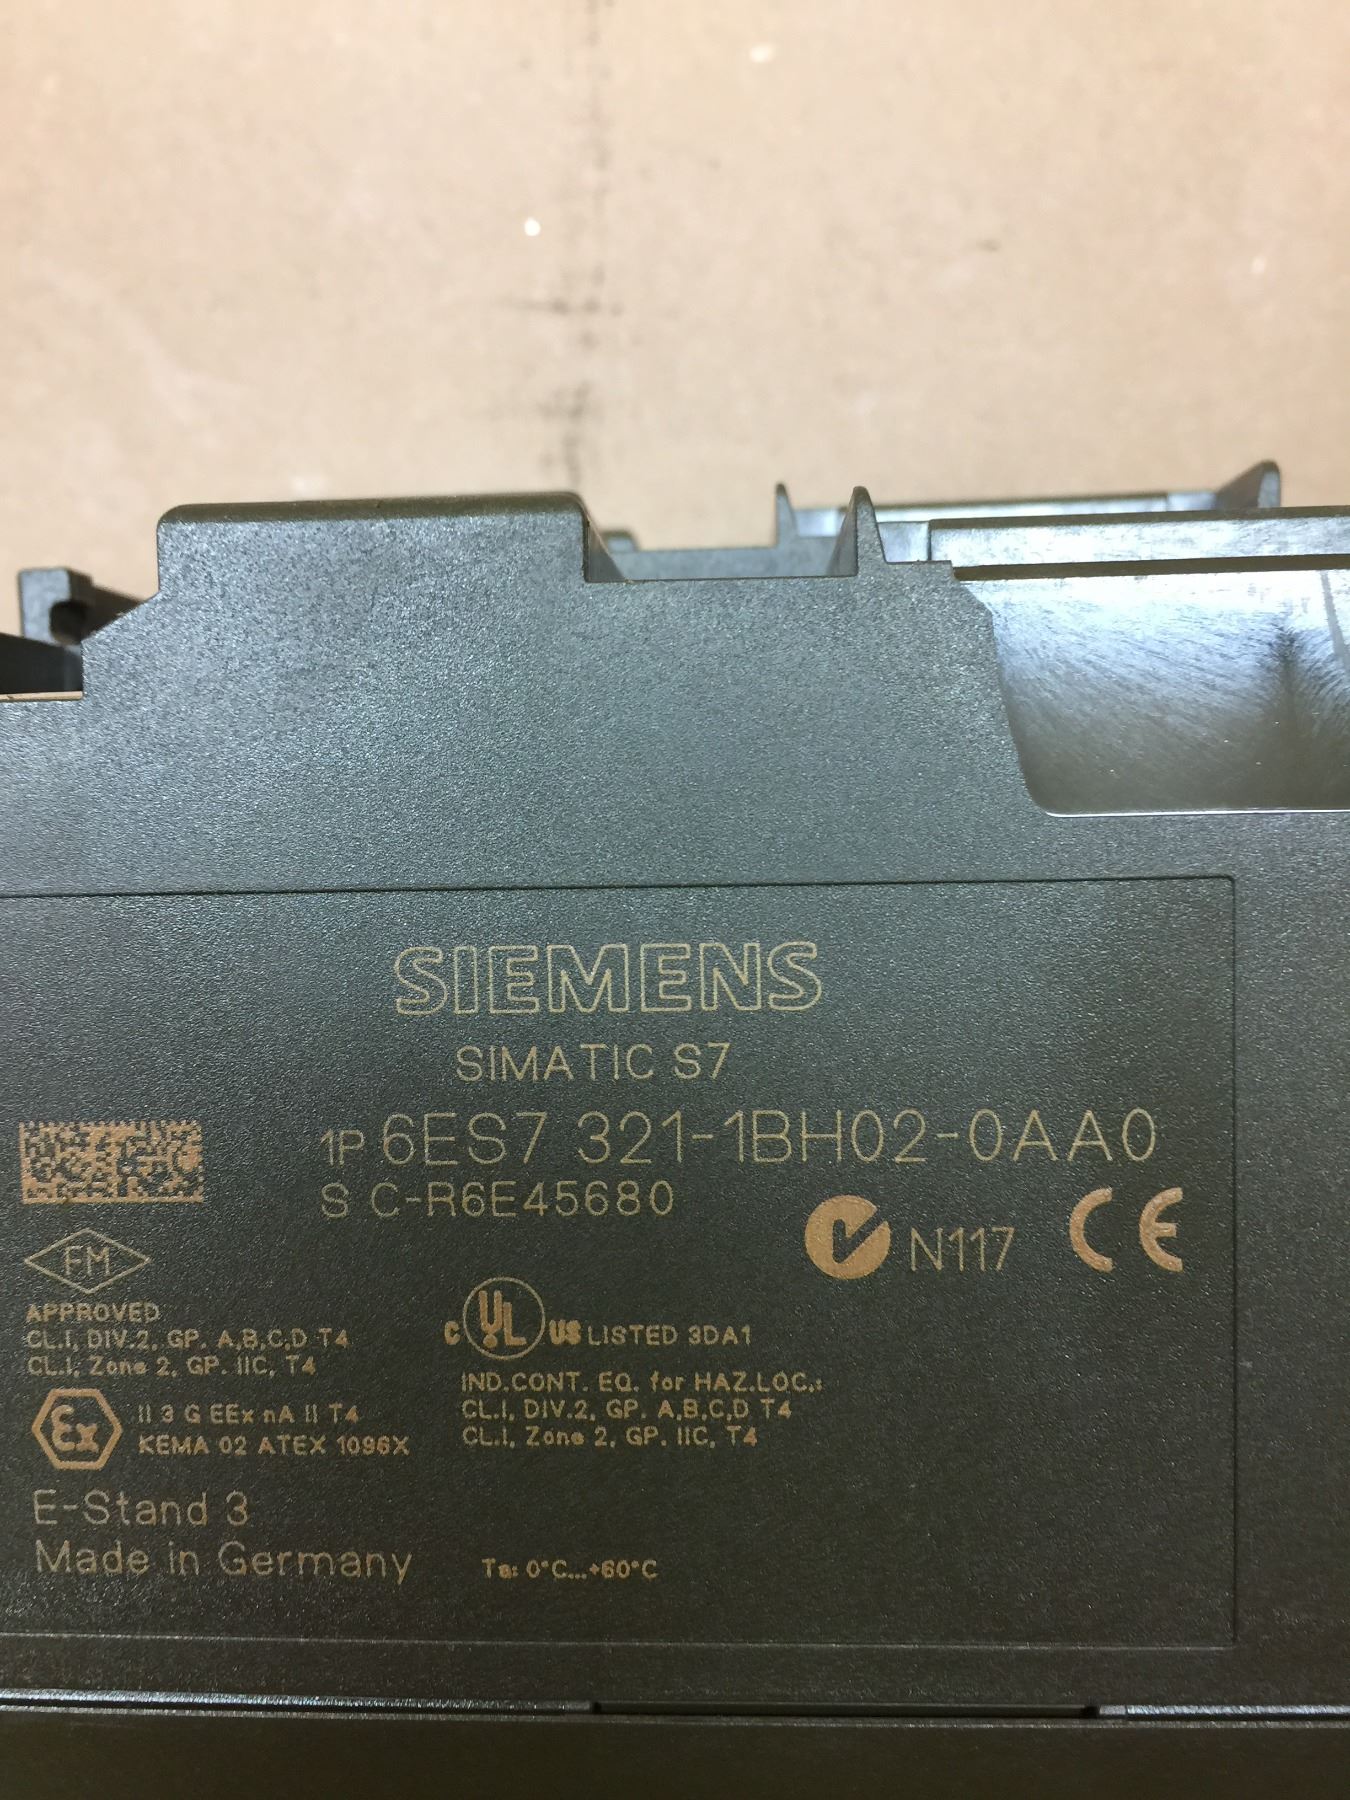 SIEMENS
SIMATIC S7
1P 6ES7 321-1BH02-0AA0
S C-R6E45680
N117 CE
FM
APPROVED
CL.I, DIV.2, GP. A,B,C,D T4
CL.I, Zone 2, GP. IIC, T4
C UL US LISTED 3DA1
IND.CONT. EQ. for HAZ.LOC.:
CL.I, DIV.2, GP. A,B,C,D T4
CL.I, Zone 2, GP. IIC, T4
Ex II 3 G EEx nA II T4
KEMA 02 ATEX 1096X
E-Stand 3
Made in Germany
Ta: 0°C...+60°C